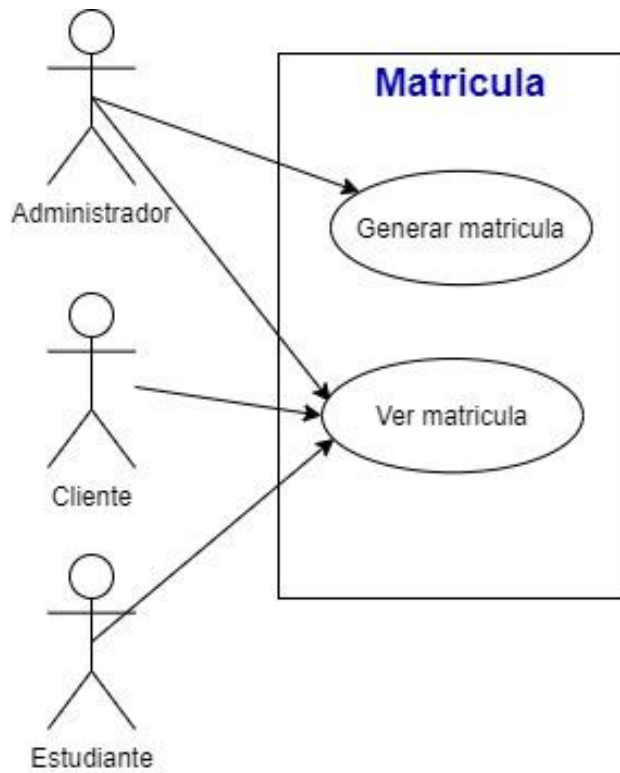 Matricula
Administrador
Generar matricula
Ver matricula
Cliente
Estudiante